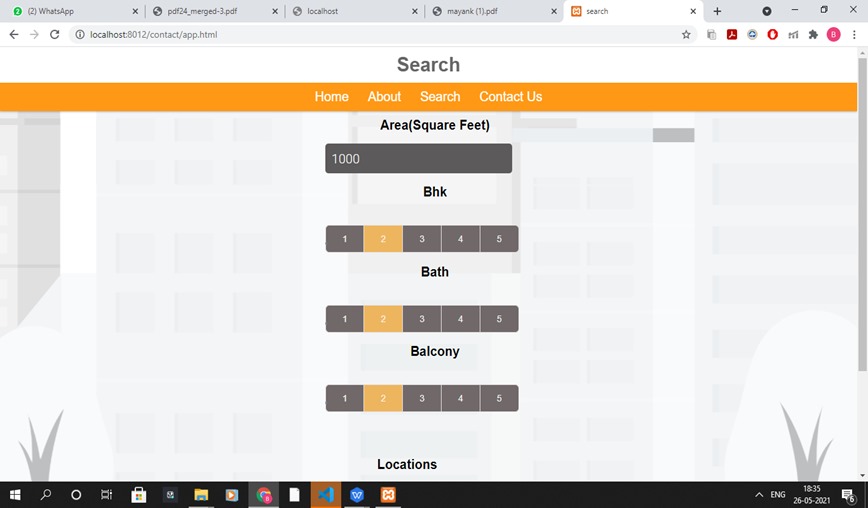 (2) WhatsApp
pdf24_merged-3.pdf
localhost
mayank (1).pdf
search
localhost:8012/contact/app.html
B
Search
Home About Search Contact Us
Area(Square Feet)
1000
Bhk
1 2 3 4 5
Bath
1 2 3 4 5
Balcony
1 2 3 4 5
Locations
ENG
18:35
26-05-2021
6